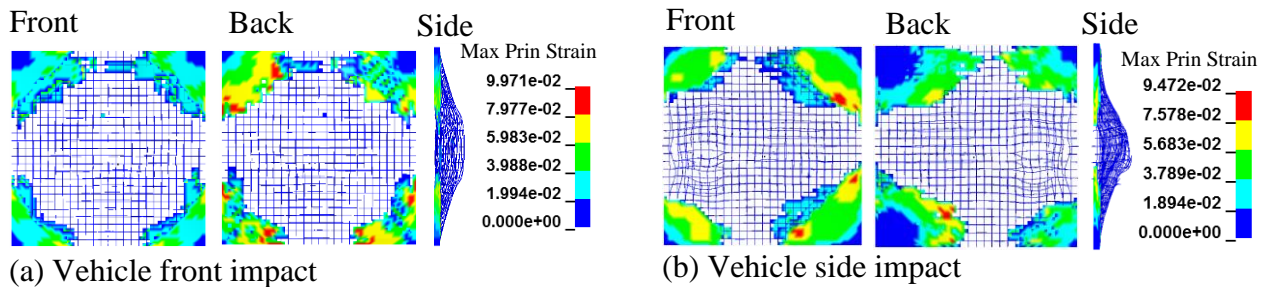 Front Back Side
Max Prin Strain
9.971e-02
7.977e-02
5.983e-02
3.988e-02
1.994e-02
0.000e+00
(a) Vehicle front impact
Front Back Side
Max Prin Strain
9.472e-02
7.578e-02
5.683e-02
3.789e-02
1.894e-02
0.000e+00
(b) Vehicle side impact